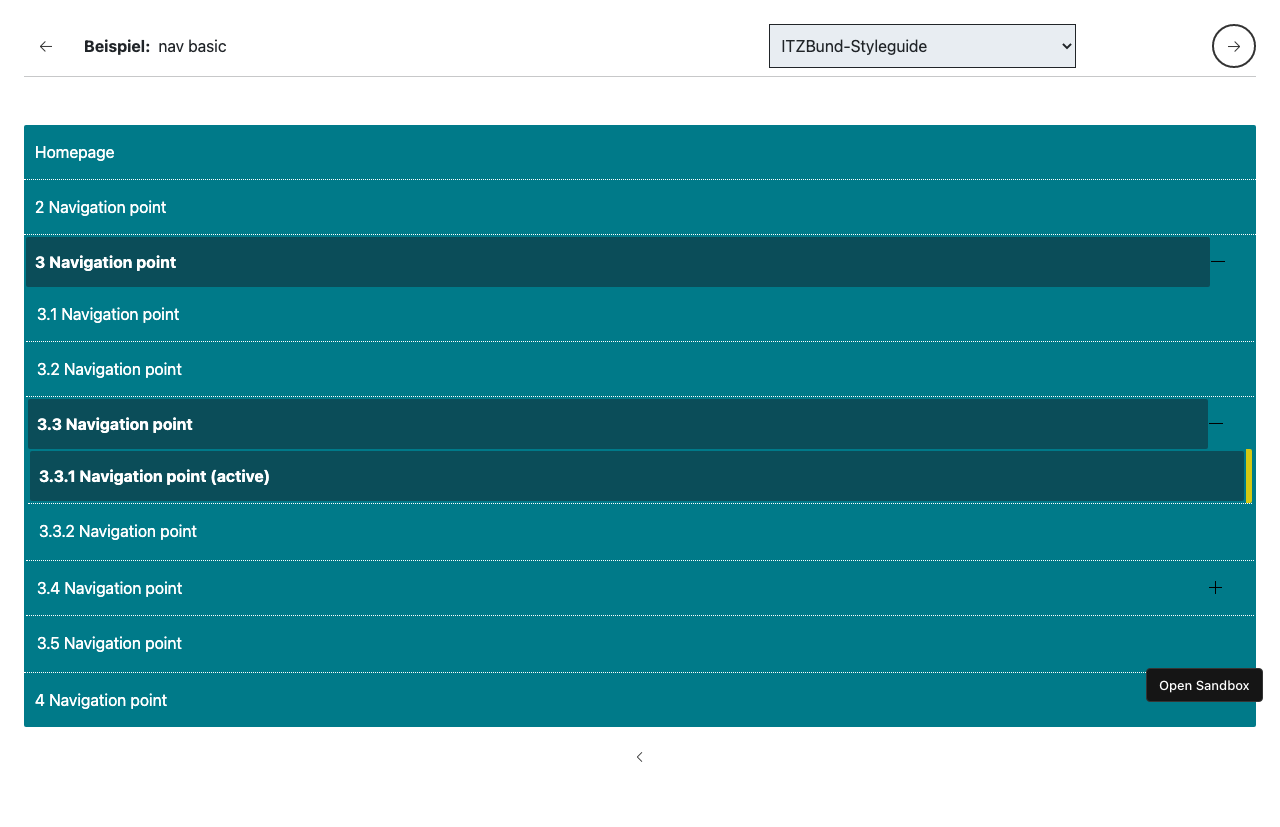 Beispiel: nav basic
ITZBund-Styleguide
Homepage
2 Navigation point
3 Navigation point
3.1 Navigation point
3.2 Navigation point
3.3 Navigation point
3.3.1 Navigation point (active)
3.3.2 Navigation point
3.4 Navigation point
3.5 Navigation point
4 Navigation point
Open Sandbox